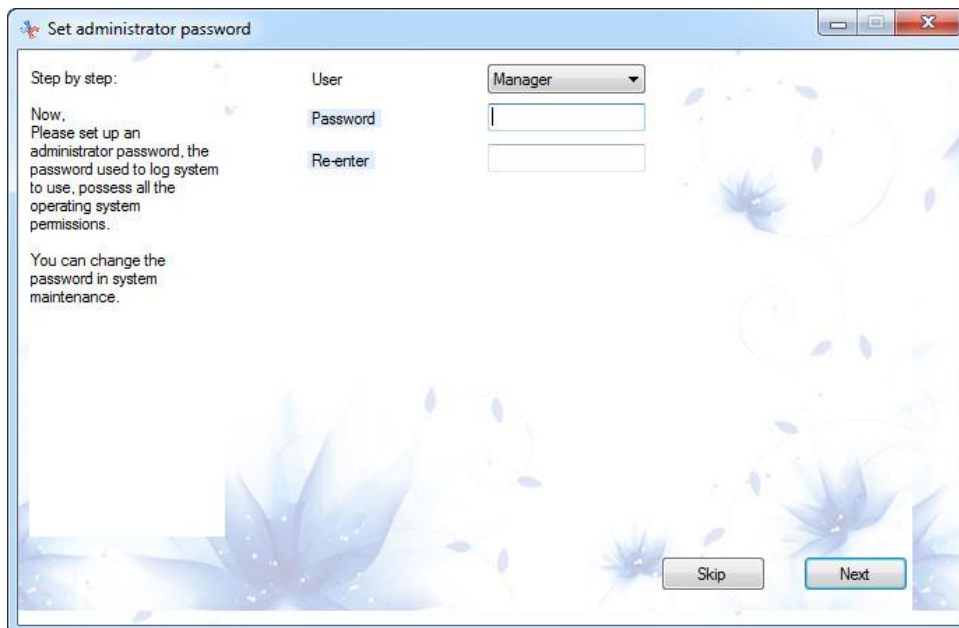 Set administrator password
Step by step:
Now,
Please set up an
administrator password, the
password used to log system
to use, possess all the
operating system
permissions.
You can change the
password in system
maintenance.
User
Manager
Password
Re-enter
Skip
Next